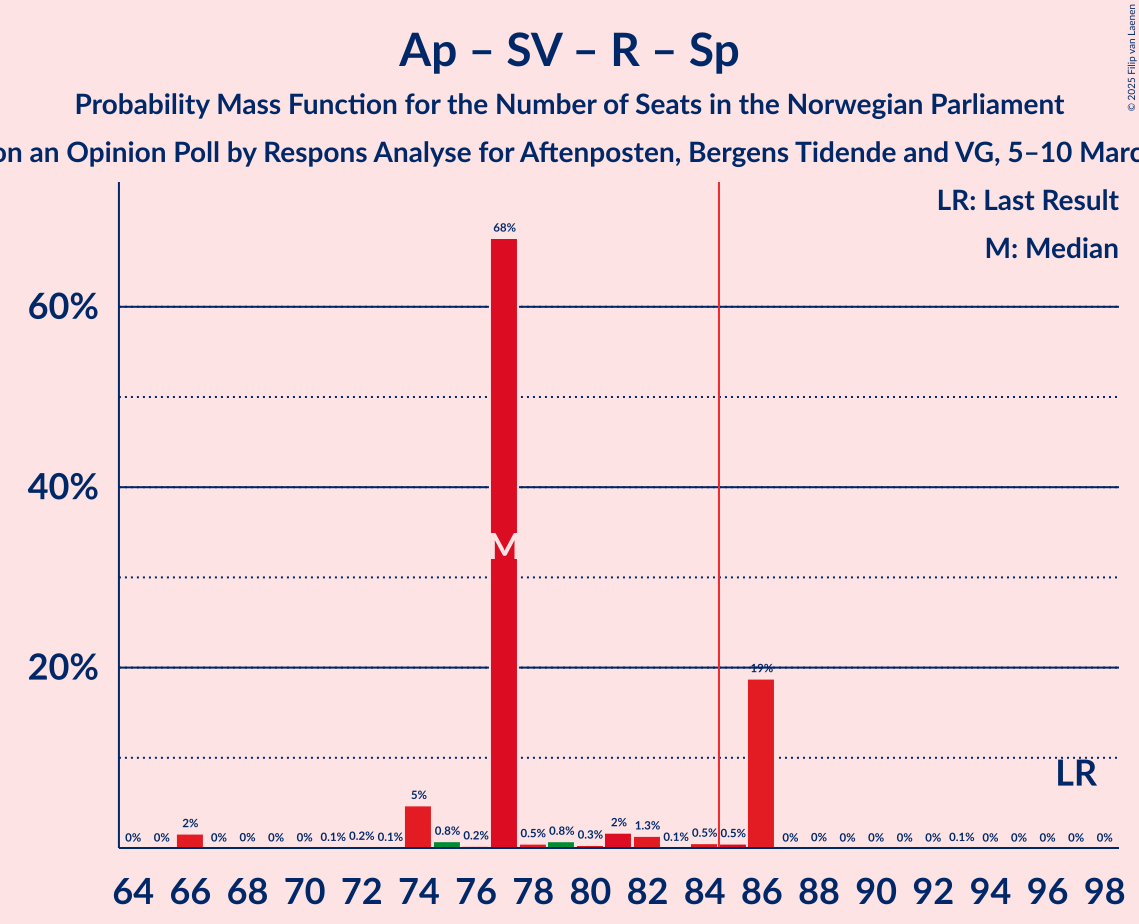 Ap – SV – R – Sp
Probability Mass Function for the Number of Seats in the Norwegian Parliament
on an Opinion Poll by Respons Analyse for Aftenposten, Bergens Tidende and VG, 5–10 Marc
© 2025 Filip van Laenen
LR: Last Result
M: Median
60%
40%
20%
0% 0% 2% 0% 0% 0% 0% 0.1% 0.2% 0.1% 5% 0.8% 0.2% 68% 0.5% 0.8% 0.3% 2% 1.3% 0.1% 0.5% 0.5% 19% 0% 0% 0% 0% 0% 0% 0.1% 0% 0% 0% 0% 0%
M
LR
64 66 68 70 72 74 76 78 80 82 84 86 88 90 92 94 96 98